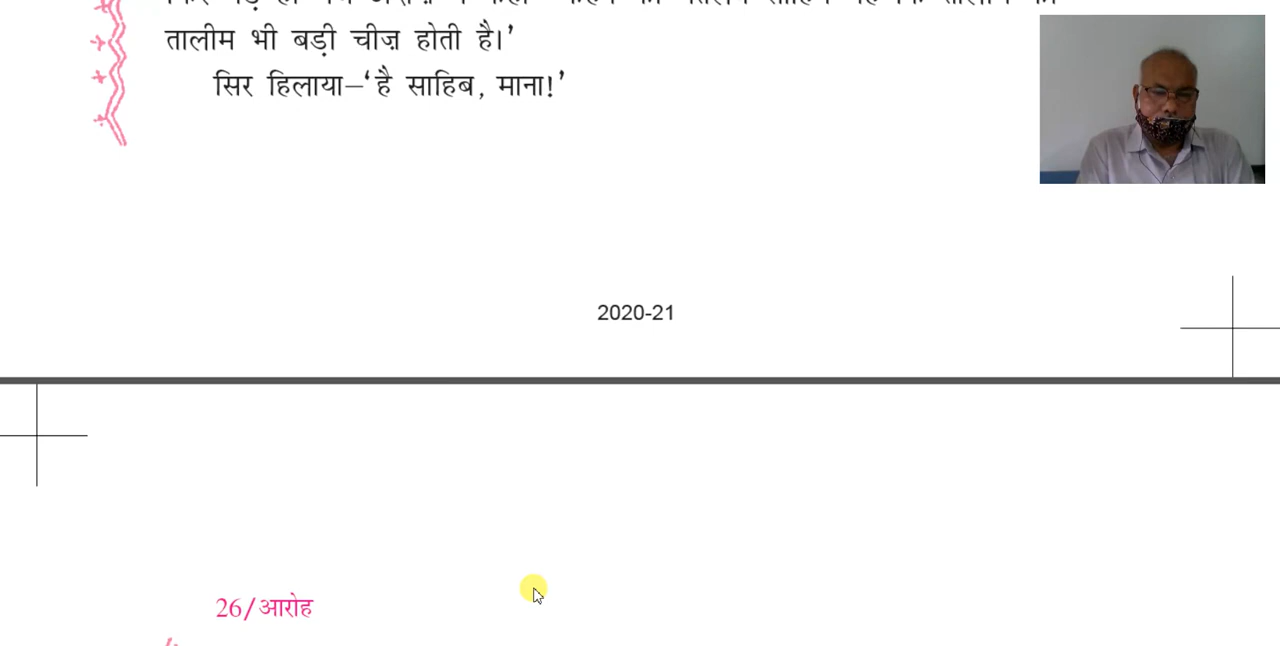 तालीम भी बड़ी चीज़ होती है।’
सिर हिलाया–‘है साहिब, माना!’
2020-21
26/आरोह